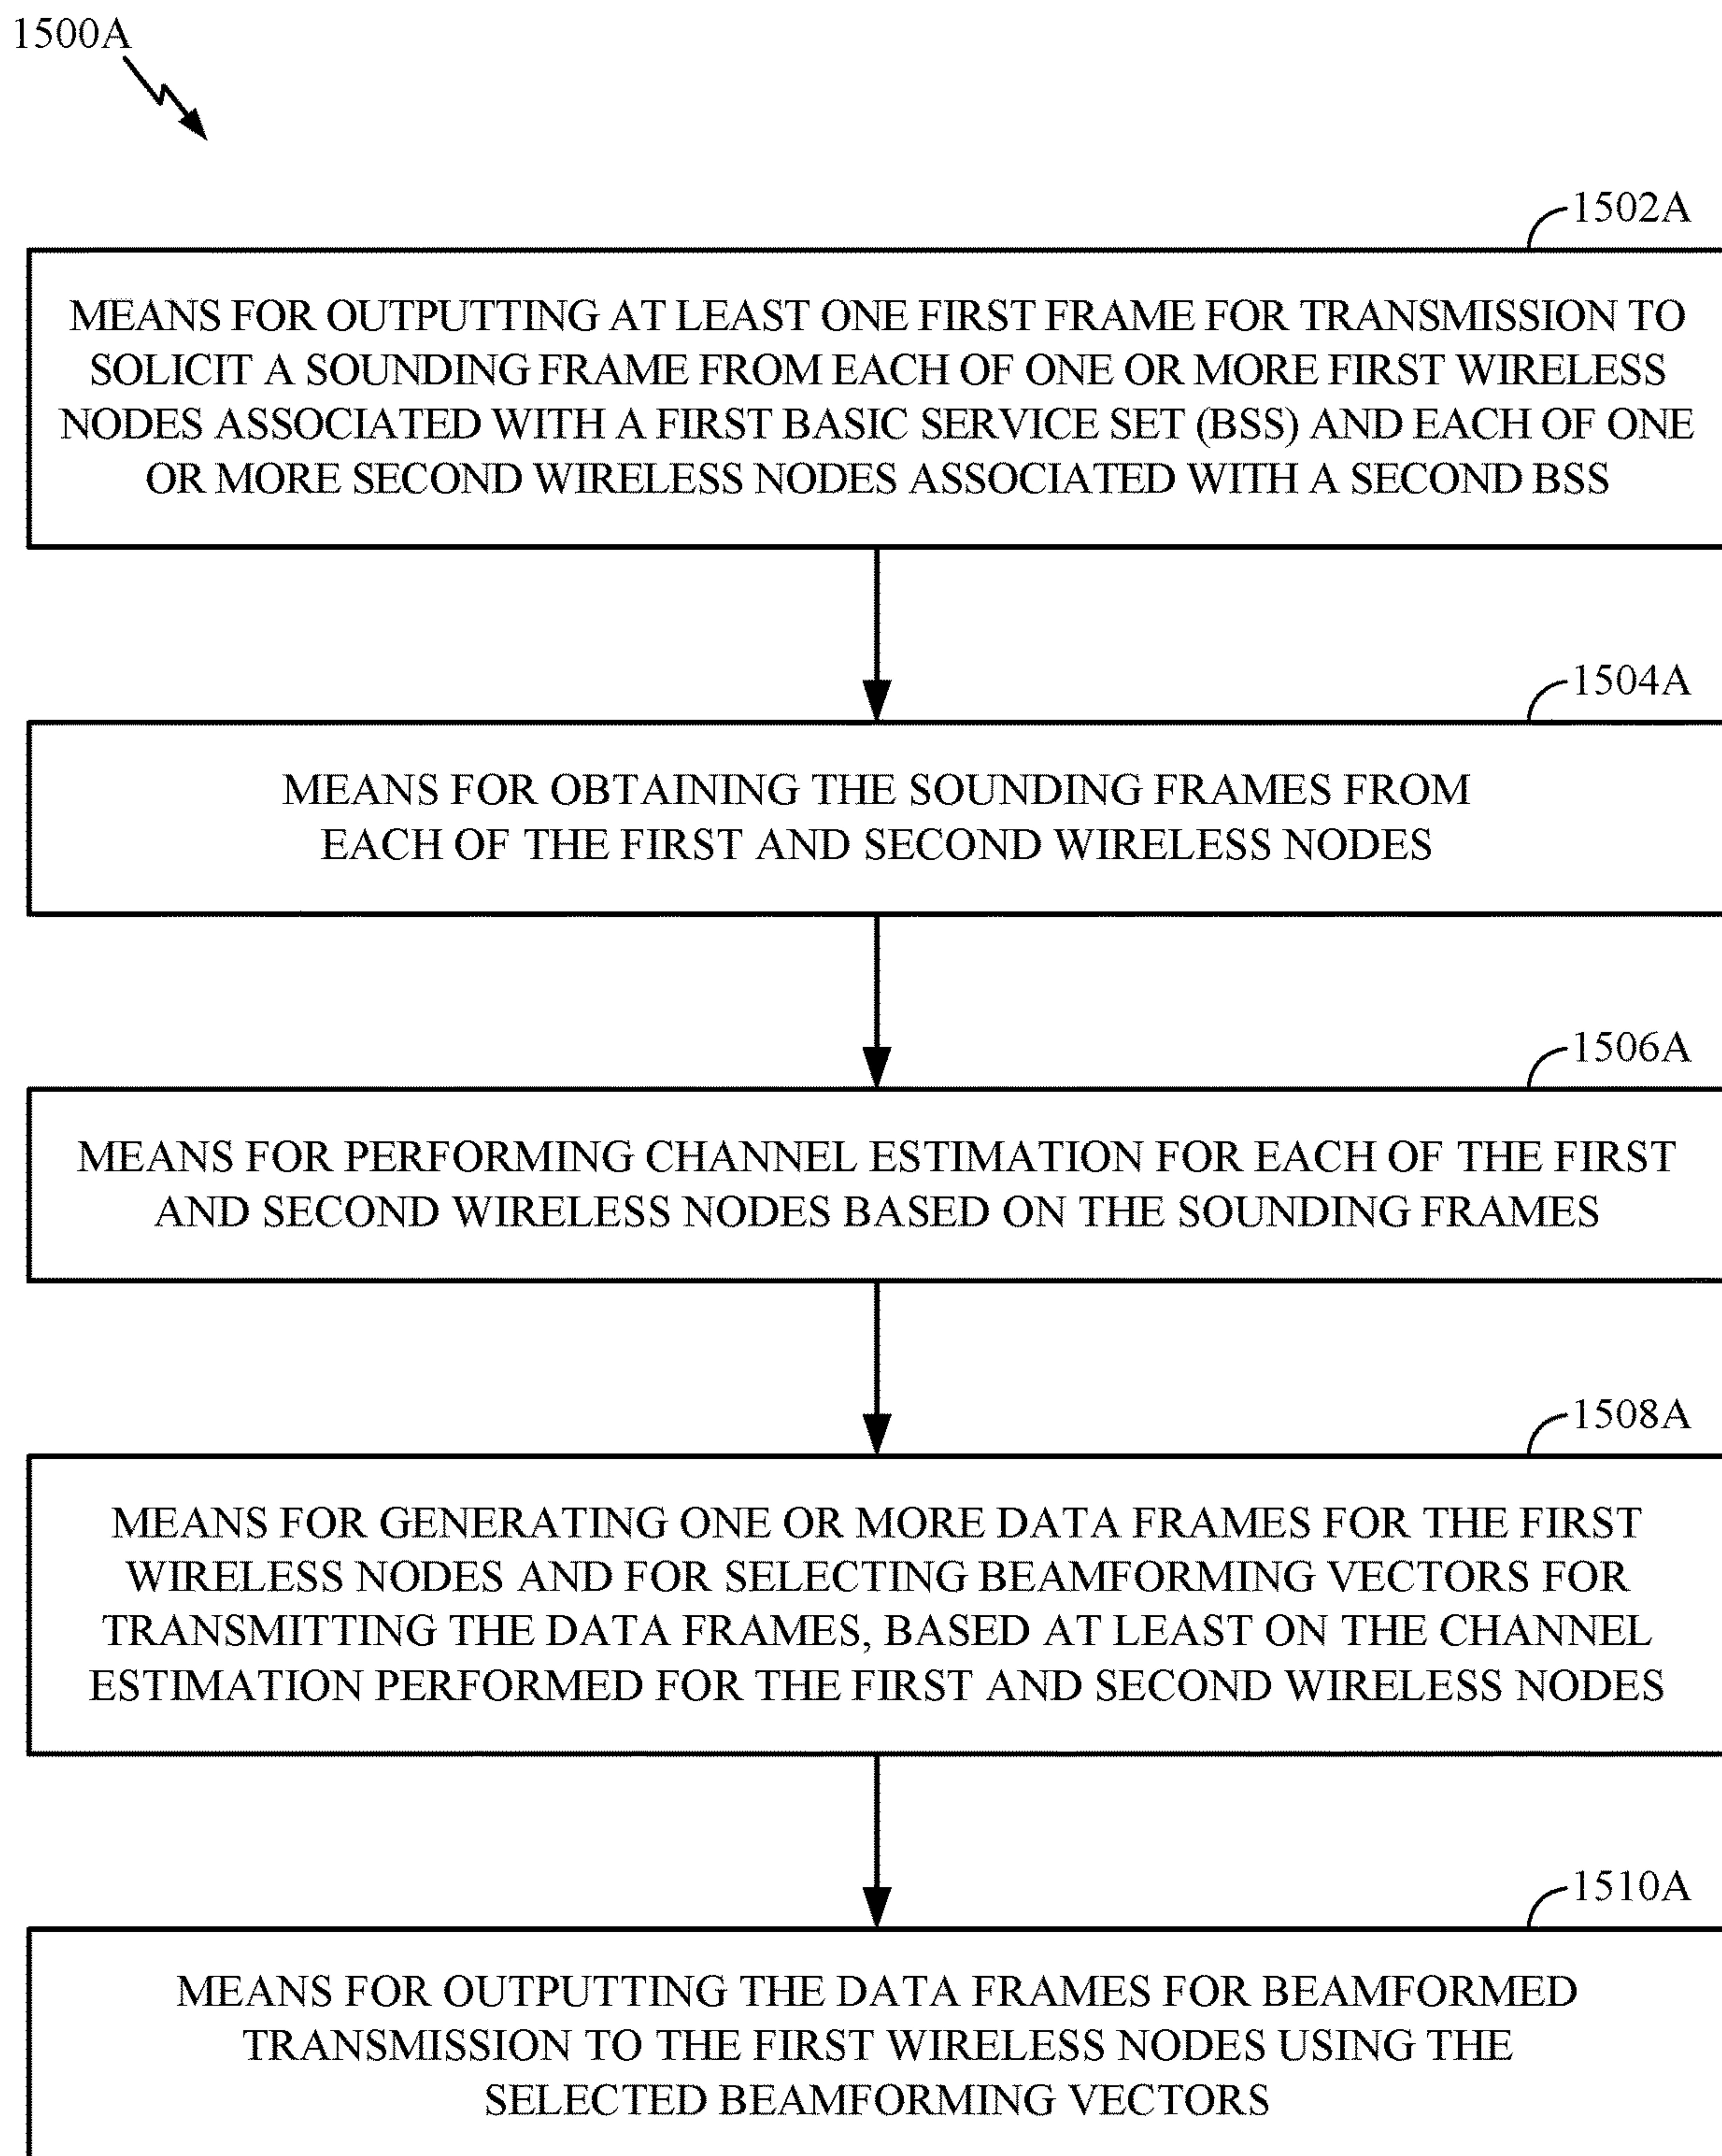 1500A
1502A
MEANS FOR OUTPUTTING AT LEAST ONE FIRST FRAME FOR TRANSMISSION TO
SOLICIT A SOUNDING FRAME FROM EACH OF ONE OR MORE FIRST WIRELESS
NODES ASSOCIATED WITH A FIRST BASIC SERVICE SET (BSS) AND EACH OF ONE
OR MORE SECOND WIRELESS NODES ASSOCIATED WITH A SECOND BSS
1504A
MEANS FOR OBTAINING THE SOUNDING FRAMES FROM
EACH OF THE FIRST AND SECOND WIRELESS NODES
1506A
MEANS FOR PERFORMING CHANNEL ESTIMATION FOR EACH OF THE FIRST
AND SECOND WIRELESS NODES BASED ON THE SOUNDING FRAMES
1508A
MEANS FOR GENERATING ONE OR MORE DATA FRAMES FOR THE FIRST
WIRELESS NODES AND FOR SELECTING BEAMFORMING VECTORS FOR
TRANSMITTING THE DATA FRAMES, BASED AT LEAST ON THE CHANNEL
ESTIMATION PERFORMED FOR THE FIRST AND SECOND WIRELESS NODES
1510A
MEANS FOR OUTPUTTING THE DATA FRAMES FOR BEAMFORMED
TRANSMISSION TO THE FIRST WIRELESS NODES USING THE
SELECTED BEAMFORMING VECTORS